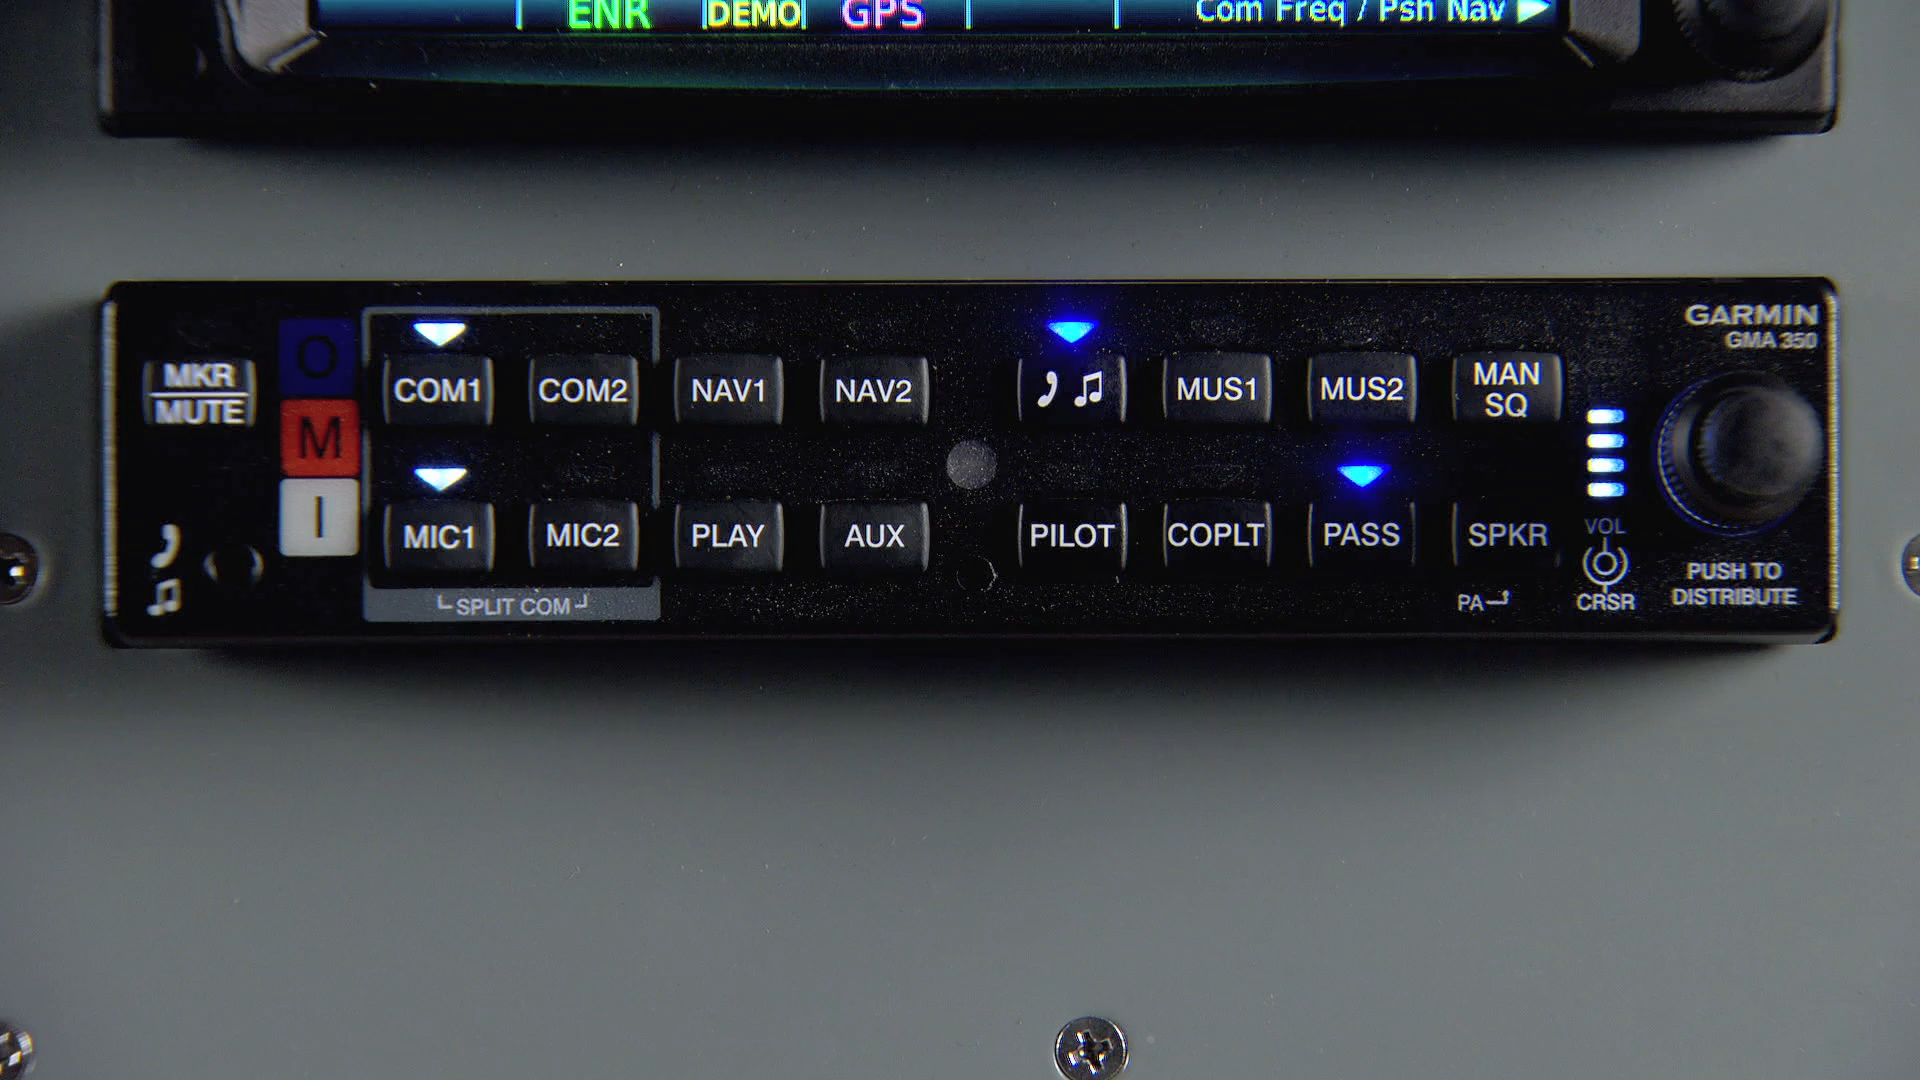 ENR DEMO GPS Com Freq / Psh Nav
GARMIN
GMA 350
MKR
MUTE
O
M
I
COM1 COM2 NAV1 NAV2 MUS1 MUS2 MAN
SQ
MIC1 MIC2 PLAY AUX PILOT COPLT PASS SPKR
SPLIT COM
PA
VOL
CRSR
PUSH TO
DISTRIBUTE